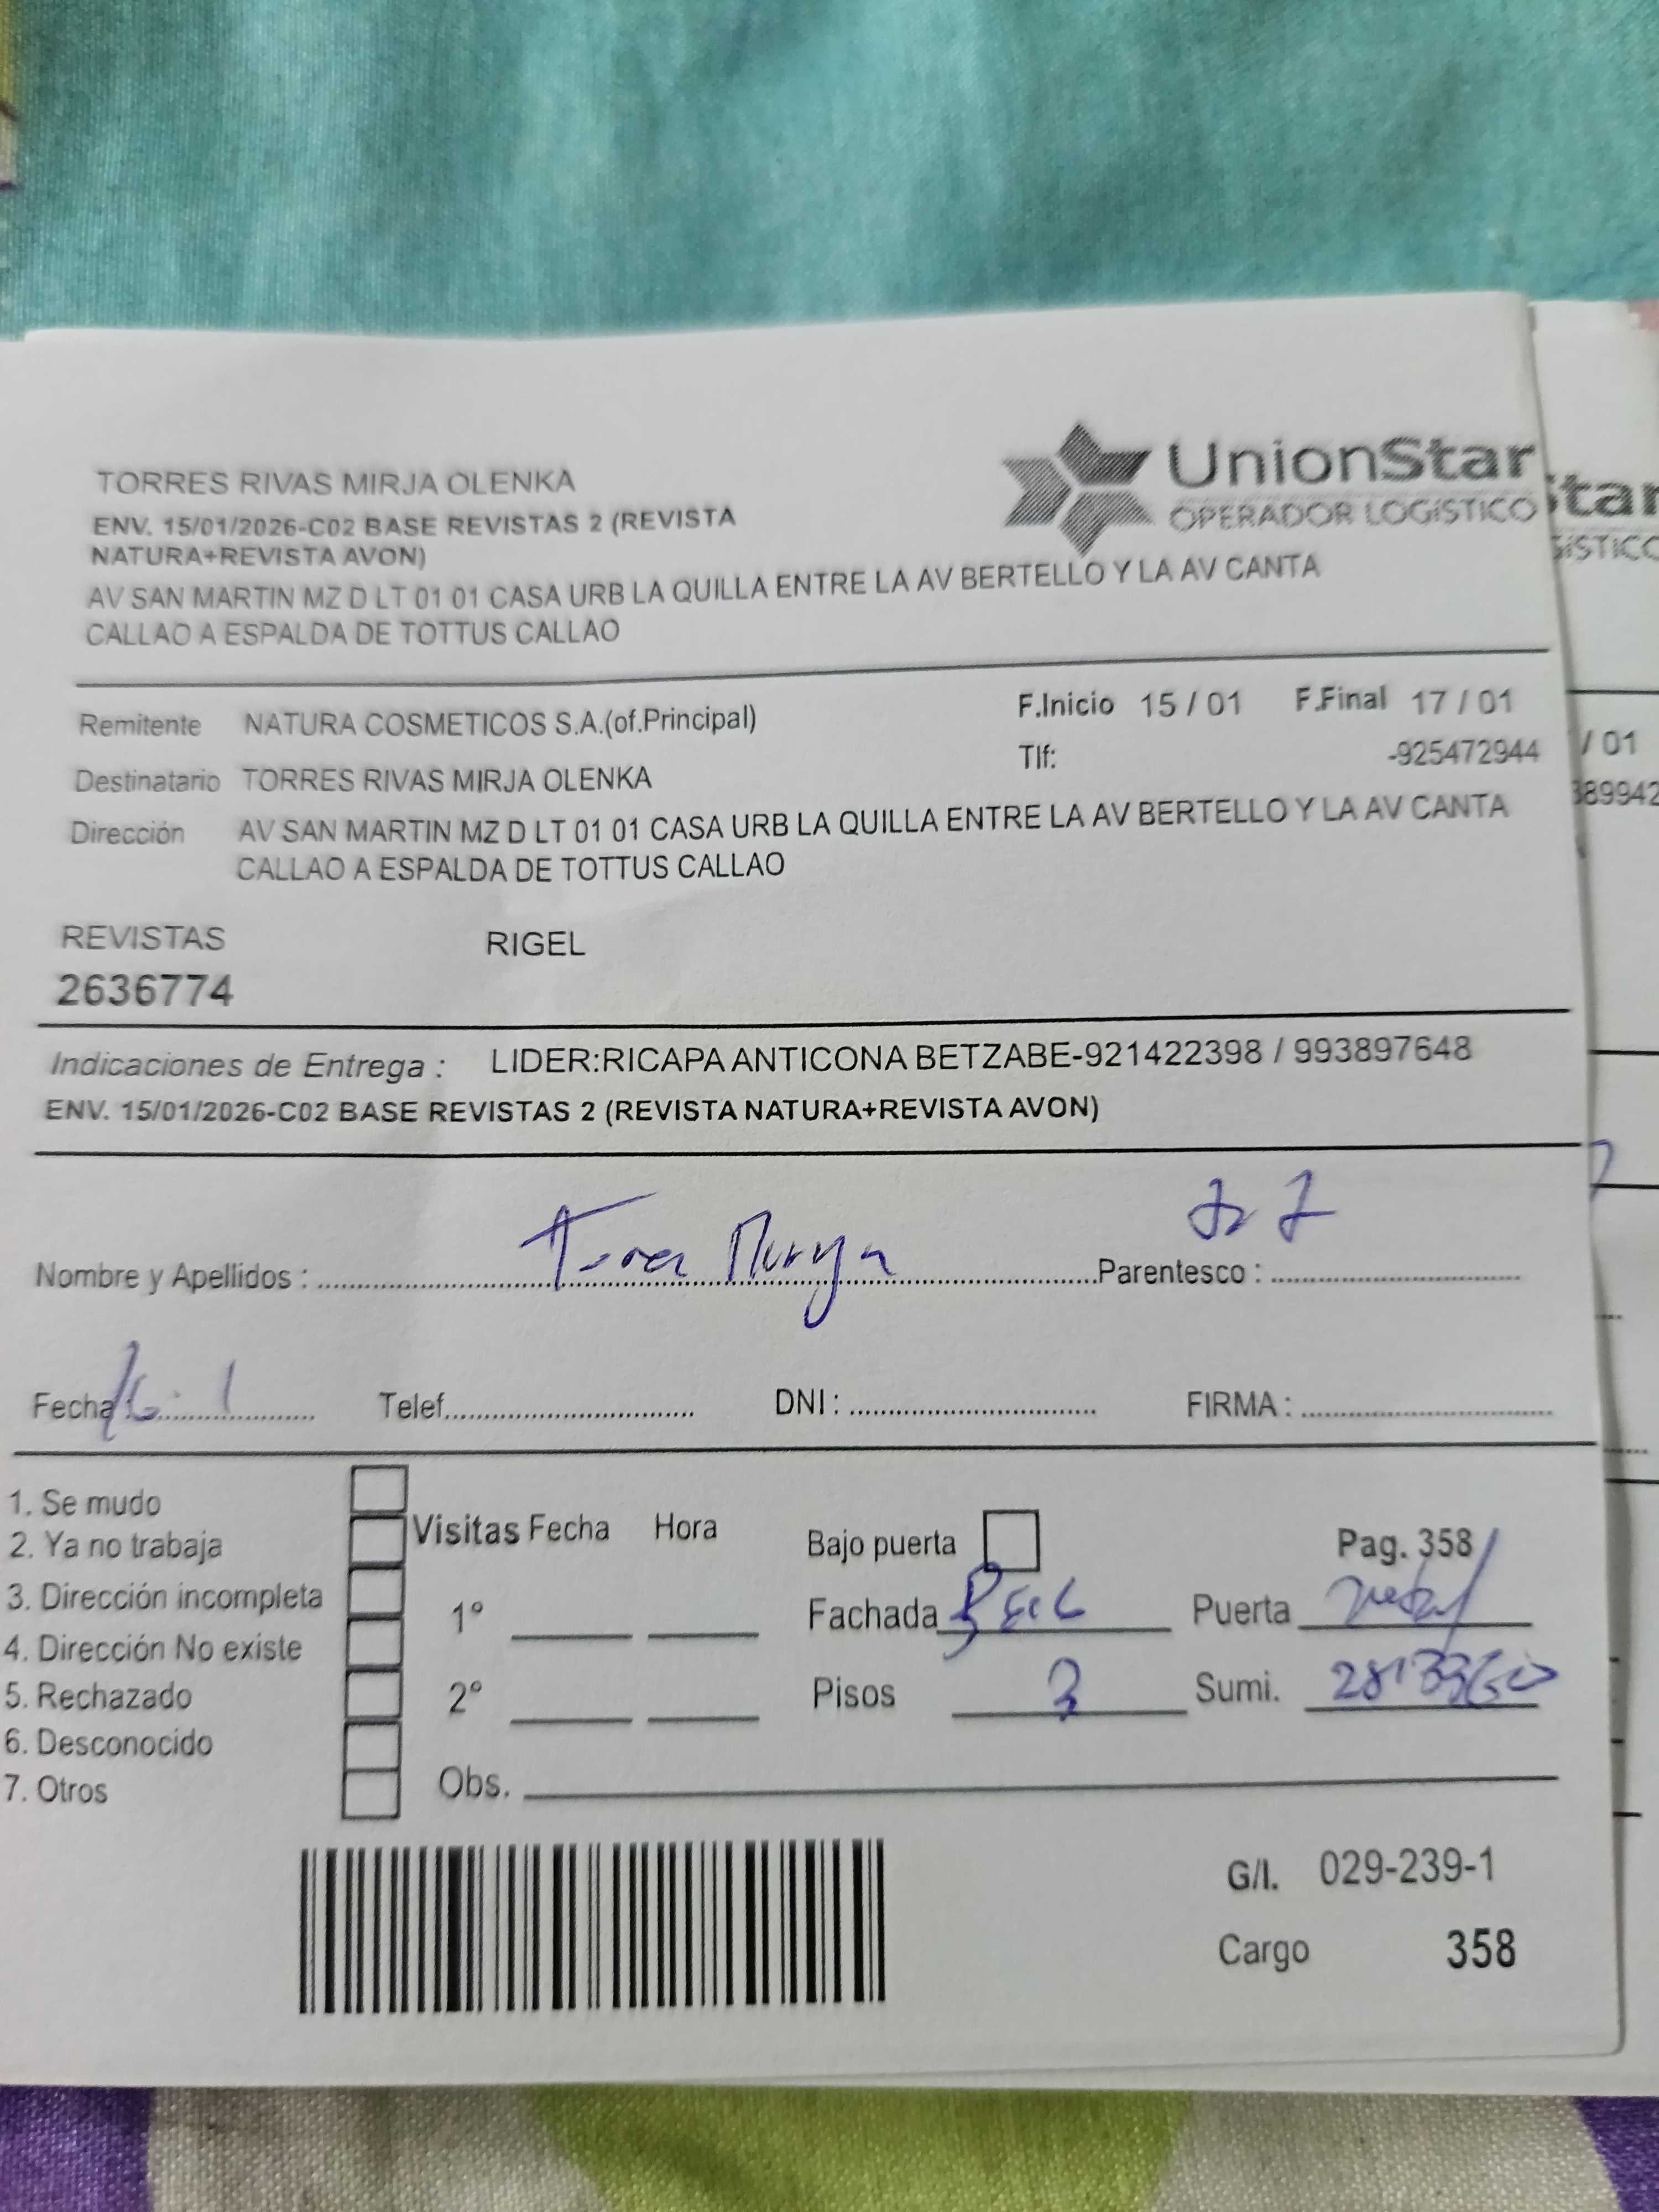 TORRES RIVAS MIRJA OLENKA
ENV. 15/01/2026-C02 BASE REVISTAS 2 (REVISTA
NATURA+REVISTA AVON)
AV SAN MARTIN MZ D LT 01 01 CASA URB LA QUILLA ENTRE LA AV BERTELLO Y LA AV CANTA
CALLAO A ESPALDA DE TOTTUS CALLAO
UnionStar
OPERADOR LOGÍSTICO
tar
SÍSTICO
Remitente NATURA COSMETICOS S.A.(of.Principal) F.Inicio 15 / 01 F.Final 17 / 01
Destinatario TORRES RIVAS MIRJA OLENKA Tlf: -925472944
/ 01
389942
Dirección AV SAN MARTIN MZ D LT 01 01 CASA URB LA QUILLA ENTRE LA AV BERTELLO Y LA AV CANTA
CALLAO A ESPALDA DE TOTTUS CALLAO
REVISTAS RIGEL
2636774
Indicaciones de Entrega : LIDER:RICAPA ANTICONA BETZABE-921422398 / 993897648
ENV. 15/01/2026-C02 BASE REVISTAS 2 (REVISTA NATURA+REVISTA AVON)
Nombre y Apellidos : Parentesco :
Fecha : 16 - 1 Telef. DNI : FIRMA :
1. Se mudo
2. Ya no trabaja
3. Dirección incompleta
4. Dirección No existe
5. Rechazado
6. Desconocido
7. Otros
Visitas Fecha Hora
1º
2º
Obs.
Bajo puerta Pag. 358
Fachada Puerta
Pisos 3 Sumi.
G/I. 029-239-1
Cargo 358